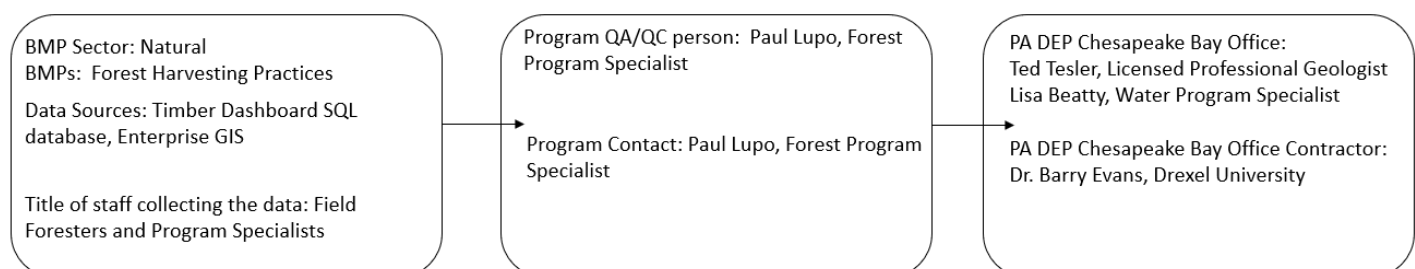 BMP Sector: Natural
BMPs:  Forest Harvesting Practices
Data Sources: Timber Dashboard SQL
database, Enterprise GIS
Title of staff collecting the data: Field
Foresters and Program Specialists
Program QA/QC person:  Paul Lupo, Forest
Program Specialist
Program Contact: Paul Lupo, Forest Program
Specialist
PA DEP Chesapeake Bay Office:
Ted Tesler, Licensed Professional Geologist
Lisa Beatty, Water Program Specialist
PA DEP Chesapeake Bay Office Contractor:
Dr. Barry Evans, Drexel University